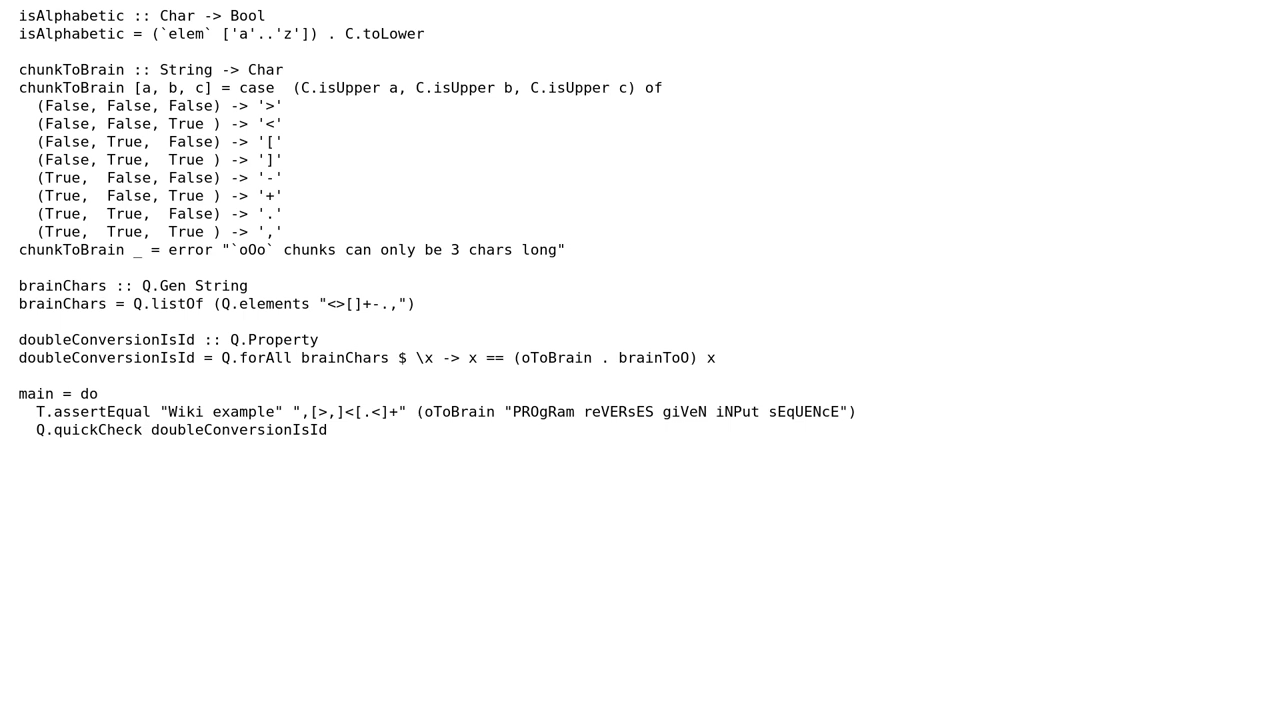 isAlphabetic :: Char -> Bool
isAlphabetic = (`elem` ['a'..'z']) . C.toLower

chunkToBrain :: String -> Char
chunkToBrain [a, b, c] = case  (C.isUpper a, C.isUpper b, C.isUpper c) of
  (False, False, False) -> '>'
  (False, False, True ) -> '<'
  (False, True,  False) -> '['
  (False, True,  True ) -> ']'
  (True,  False, False) -> '-'
  (True,  False, True ) -> '+'
  (True,  True,  False) -> '.'
  (True,  True,  True ) -> ','
chunkToBrain _ = error "`oOo` chunks can only be 3 chars long"

brainChars :: Q.Gen String
brainChars = Q.listOf (Q.elements "<>[]+-.,")

doubleConversionIsId :: Q.Property
doubleConversionIsId = Q.forAll brainChars $ \x -> x == (oToBrain . brainToO) x

main = do
  T.assertEqual "Wiki example" ",[>,]<[.<]+" (oToBrain "PROgRam reVERsES giVeN iNPut sEqUENcE")
  Q.quickCheck doubleConversionIsId